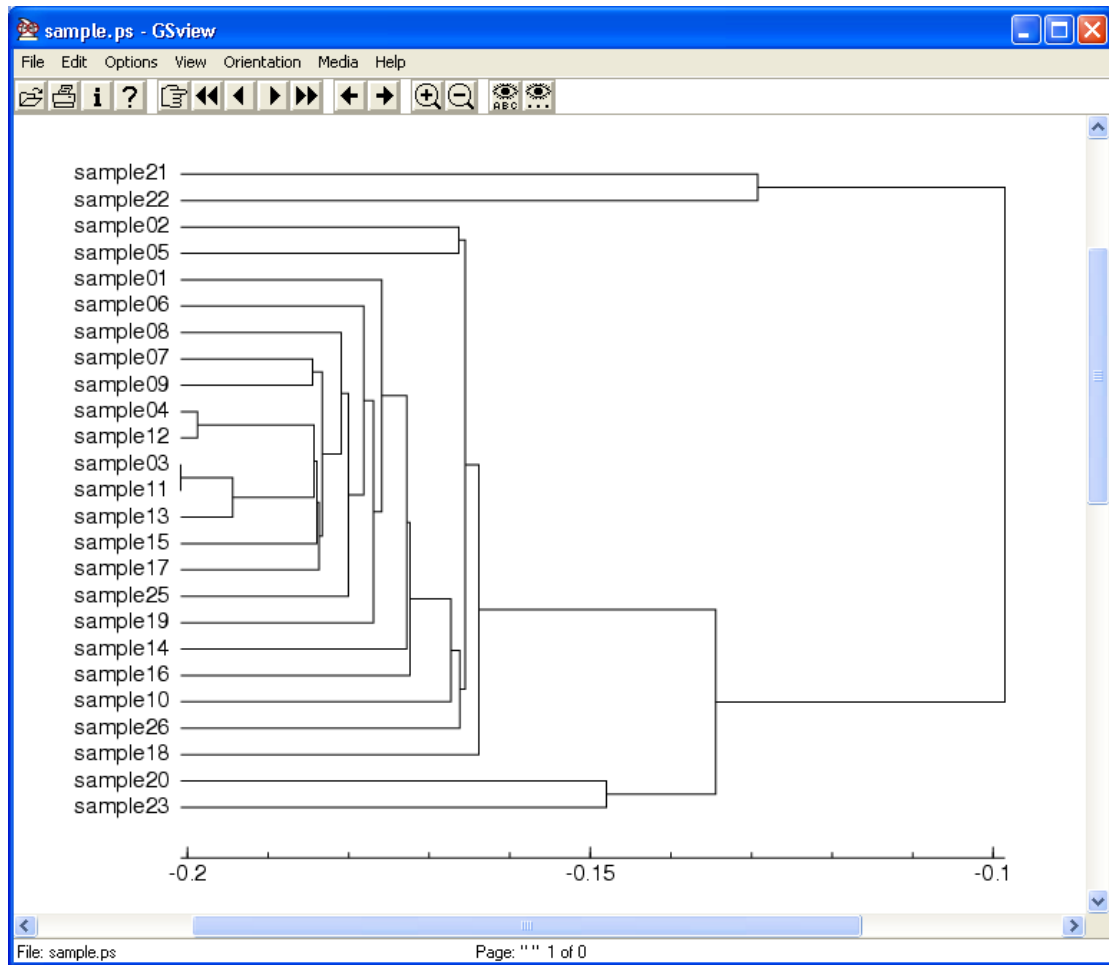 sample.ps - GSview
File Edit Options View Orientation Media Help
i ? ABC
sample21
sample22
sample02
sample05
sample01
sample06
sample08
sample07
sample09
sample04
sample12
sample03
sample11
sample13
sample15
sample17
sample25
sample19
sample14
sample16
sample10
sample26
sample18
sample20
sample23
-0.2 -0.15 -0.1
File: sample.ps Page: " " 1 of 0